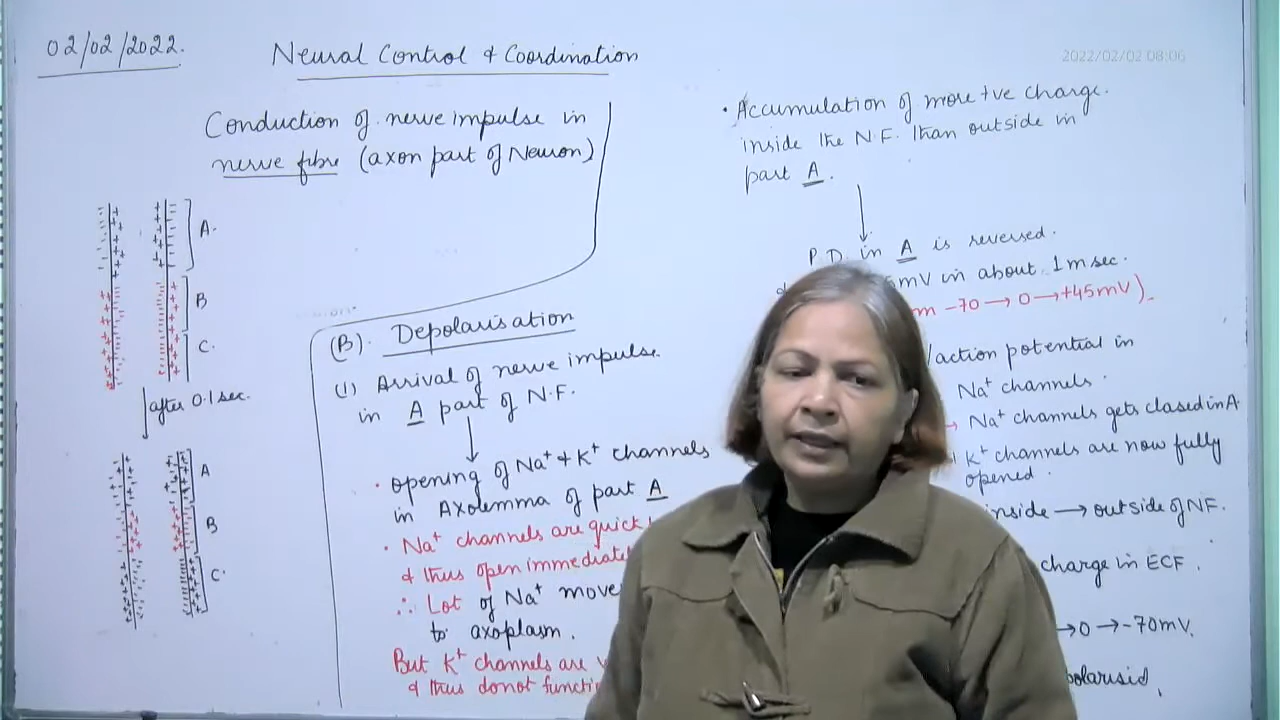 02/02/2022.
Neural Control & Coordination
2022/02/02 08:06
Conduction of nerve impulse in
nerve fibre (axon part of Neuron)
A.
B
C.
after 0.1 sec.
A
B
C.
(B). Depolarisation
(1) Arrival of nerve impulse.
in A part of N.F.
• opening of Na+ & K+ channels
in Axolemma of part A
• Na+ channels are quick
& thus open immediatel
∴ Lot of Na+ move
to axoplasm.
But K+ channels are
& thus donot functi
• Accumulation of more +ve charge.
inside the N.F. than outside in
part A.
P.D. in A is reversed.
mV in about 1 msec.
-70 → 0 → +45mV).
action potential in
Na+ channels.
→ Na+ channels gets closed in A.
K+ channels are now fully
opened.
inside → outside of NF.
charge in ECF.
→ 0 → -70mV.